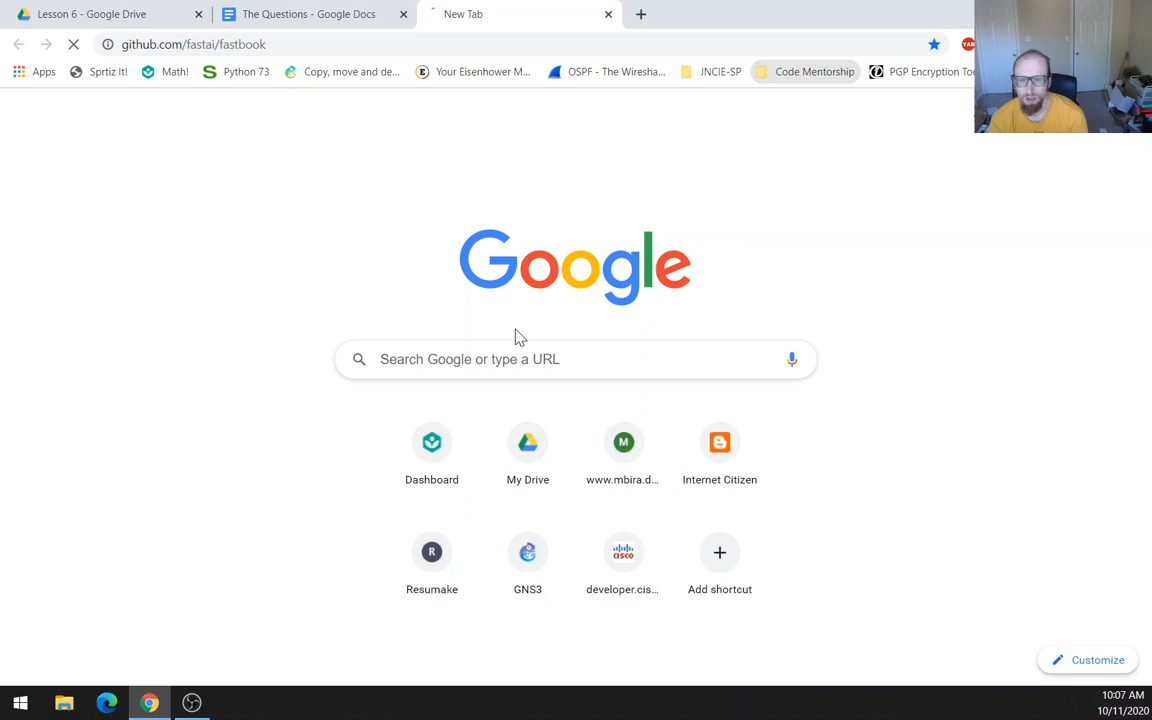 Lesson 6 - Google Drive
The Questions - Google Docs
New Tab
github.com/fastai/fastbook
Apps
Sprtiz It!
Math!
Python 73
Copy, move and de...
Your Eisenhower M...
OSPF - The Wiresha...
JNCIE-SP
Code Mentorship
PGP Encryption Too
Google
Search Google or type a URL
Dashboard
My Drive
M
www.mbira.d...
Internet Citizen
R
Resumake
GNS3
cisco
developer.cis...
Add shortcut
Customize
10:07 AM
10/11/2020